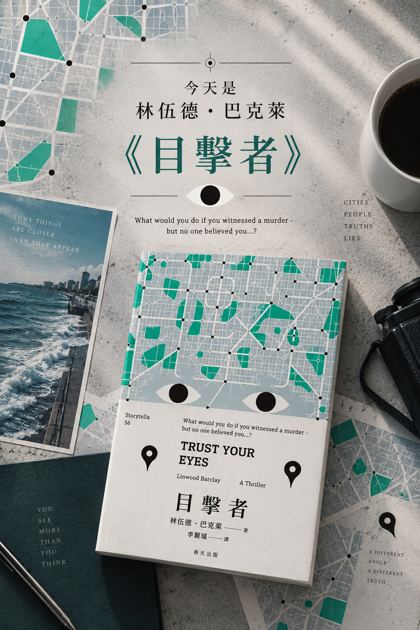 今天是
林伍德・巴克萊
《目擊者》
What would you do if you witnessed a murder -
but no one believed you...?
CITIES
PEOPLE
TRUTHS
LIES
SOME THINGS
ARE CLOSER
THAN THEY APPEAR
Storytella
56
What would you do if you witnessed a murder -
but no one believed you...?
TRUST YOUR
EYES
Linwood Barclay
A Thriller
目擊者
林伍德・巴克萊——著
李麗瑤——譯
春天出版
YOU
SEE
MORE
THAN
YOU
THINK
A DIFFERENT
ANGLE
A DIFFERENT
TRUTH